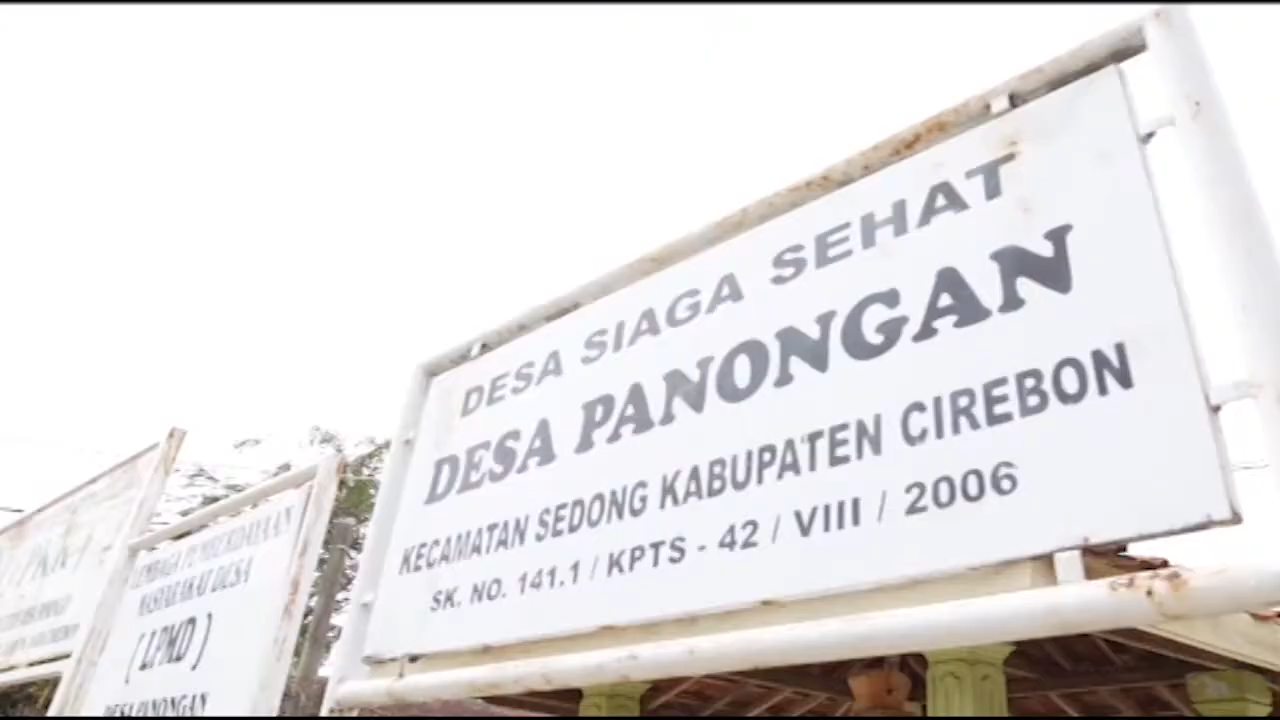 DESA SIAGA SEHAT
DESA PANONGAN
KECAMATAN SEDONG KABUPATEN CIREBON
SK. NO. 141.1 / KPTS - 42 / VIII / 2006
LEMBAGA PEMBERDAYAAN
MASYARAKAT DESA
( LPMD )
DESA PANONGAN